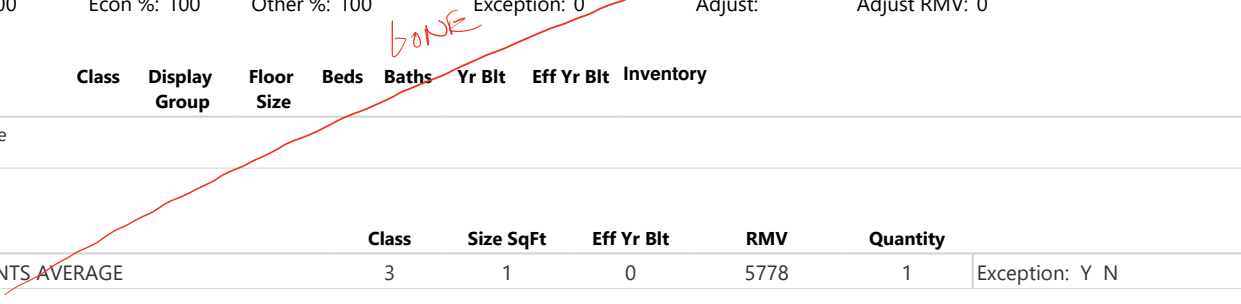 00 Econ %: 100 Other %: 100 Exception: 0 Adjust: Adjust RMV: 0
GONE
Class Display Group Floor Size Beds Baths Yr Blt Eff Yr Blt Inventory
e
Class Size SqFt Eff Yr Blt RMV Quantity
NTS AVERAGE 3 1 0 5778 1 Exception: Y N